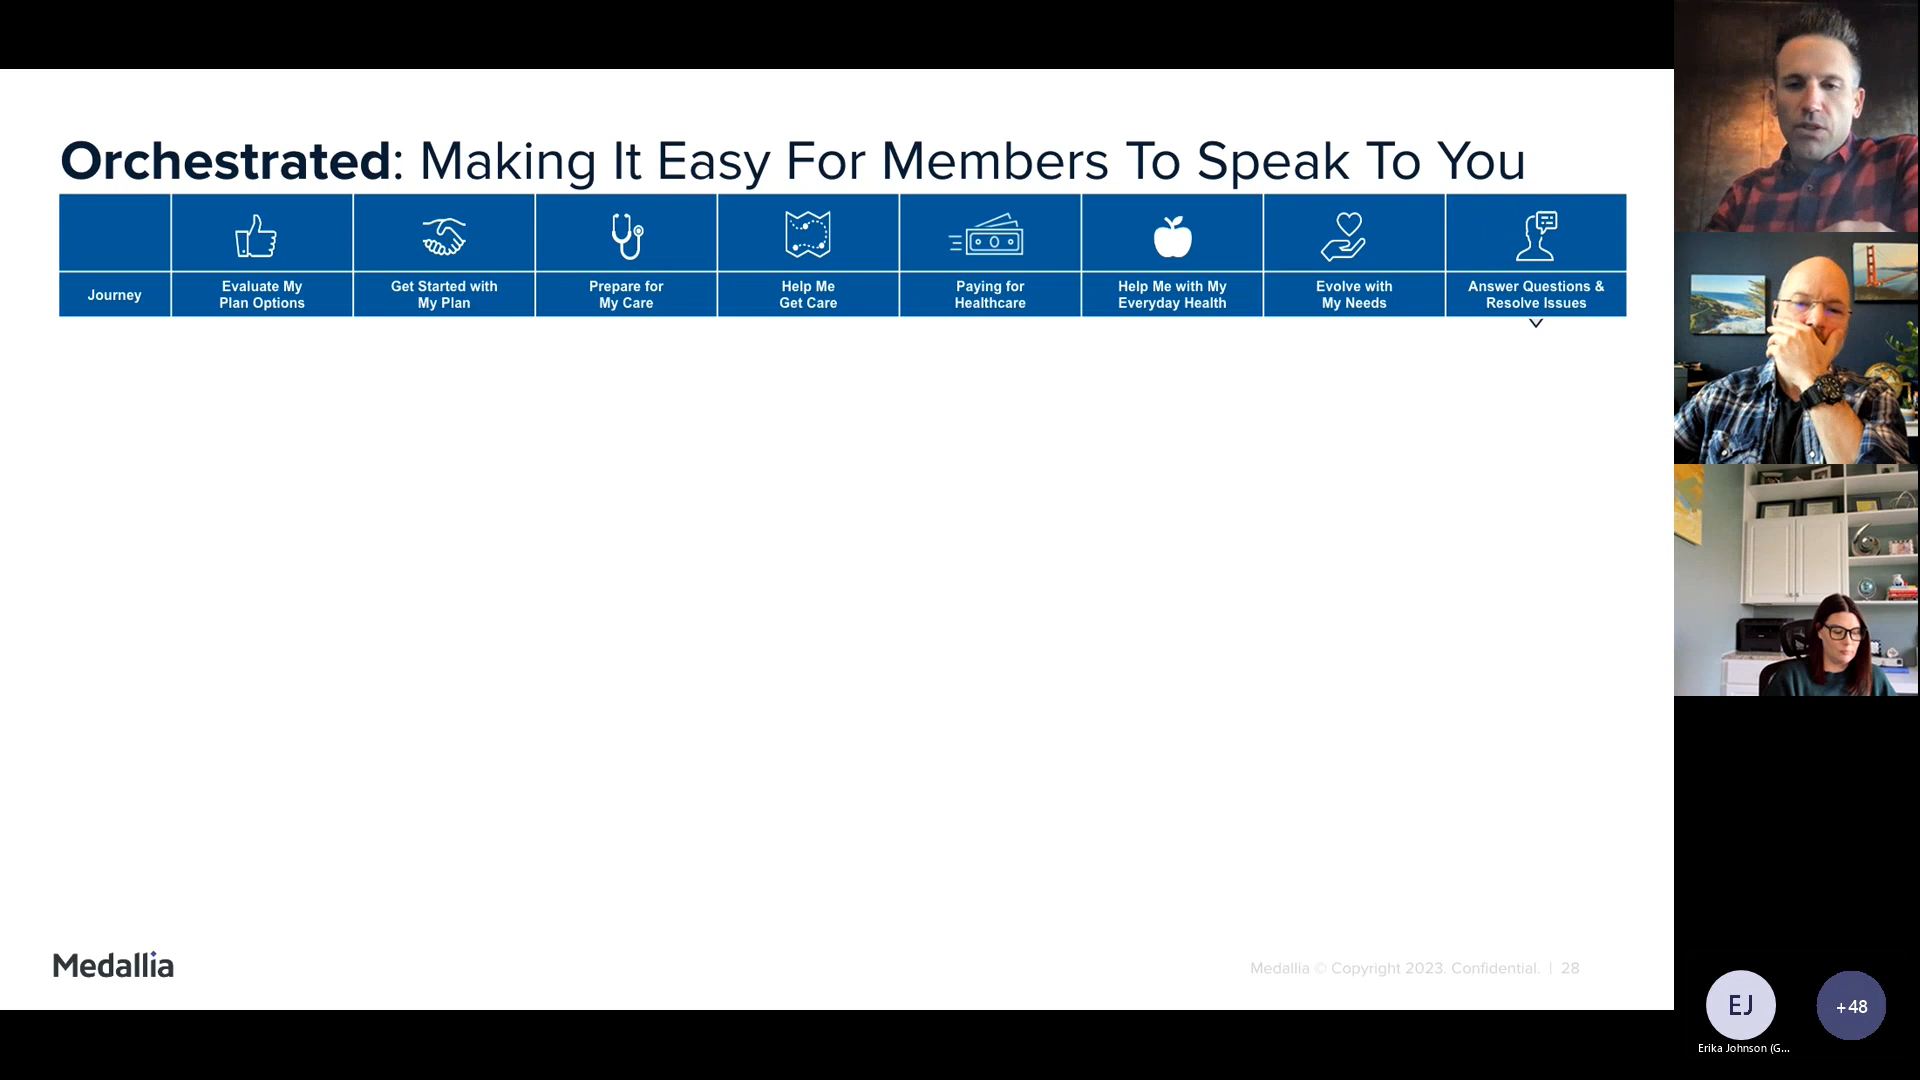 Orchestrated: Making It Easy For Members To Speak To You
Journey
Evaluate My
Plan Options
Get Started with
My Plan
Prepare for
My Care
Help Me
Get Care
Paying for
Healthcare
Help Me with My
Everyday Health
Evolve with
My Needs
Answer Questions &
Resolve Issues
Medallia
Medallia © Copyright 2023. Confidential. | 28
EJ
+48
Erika Johnson (G...